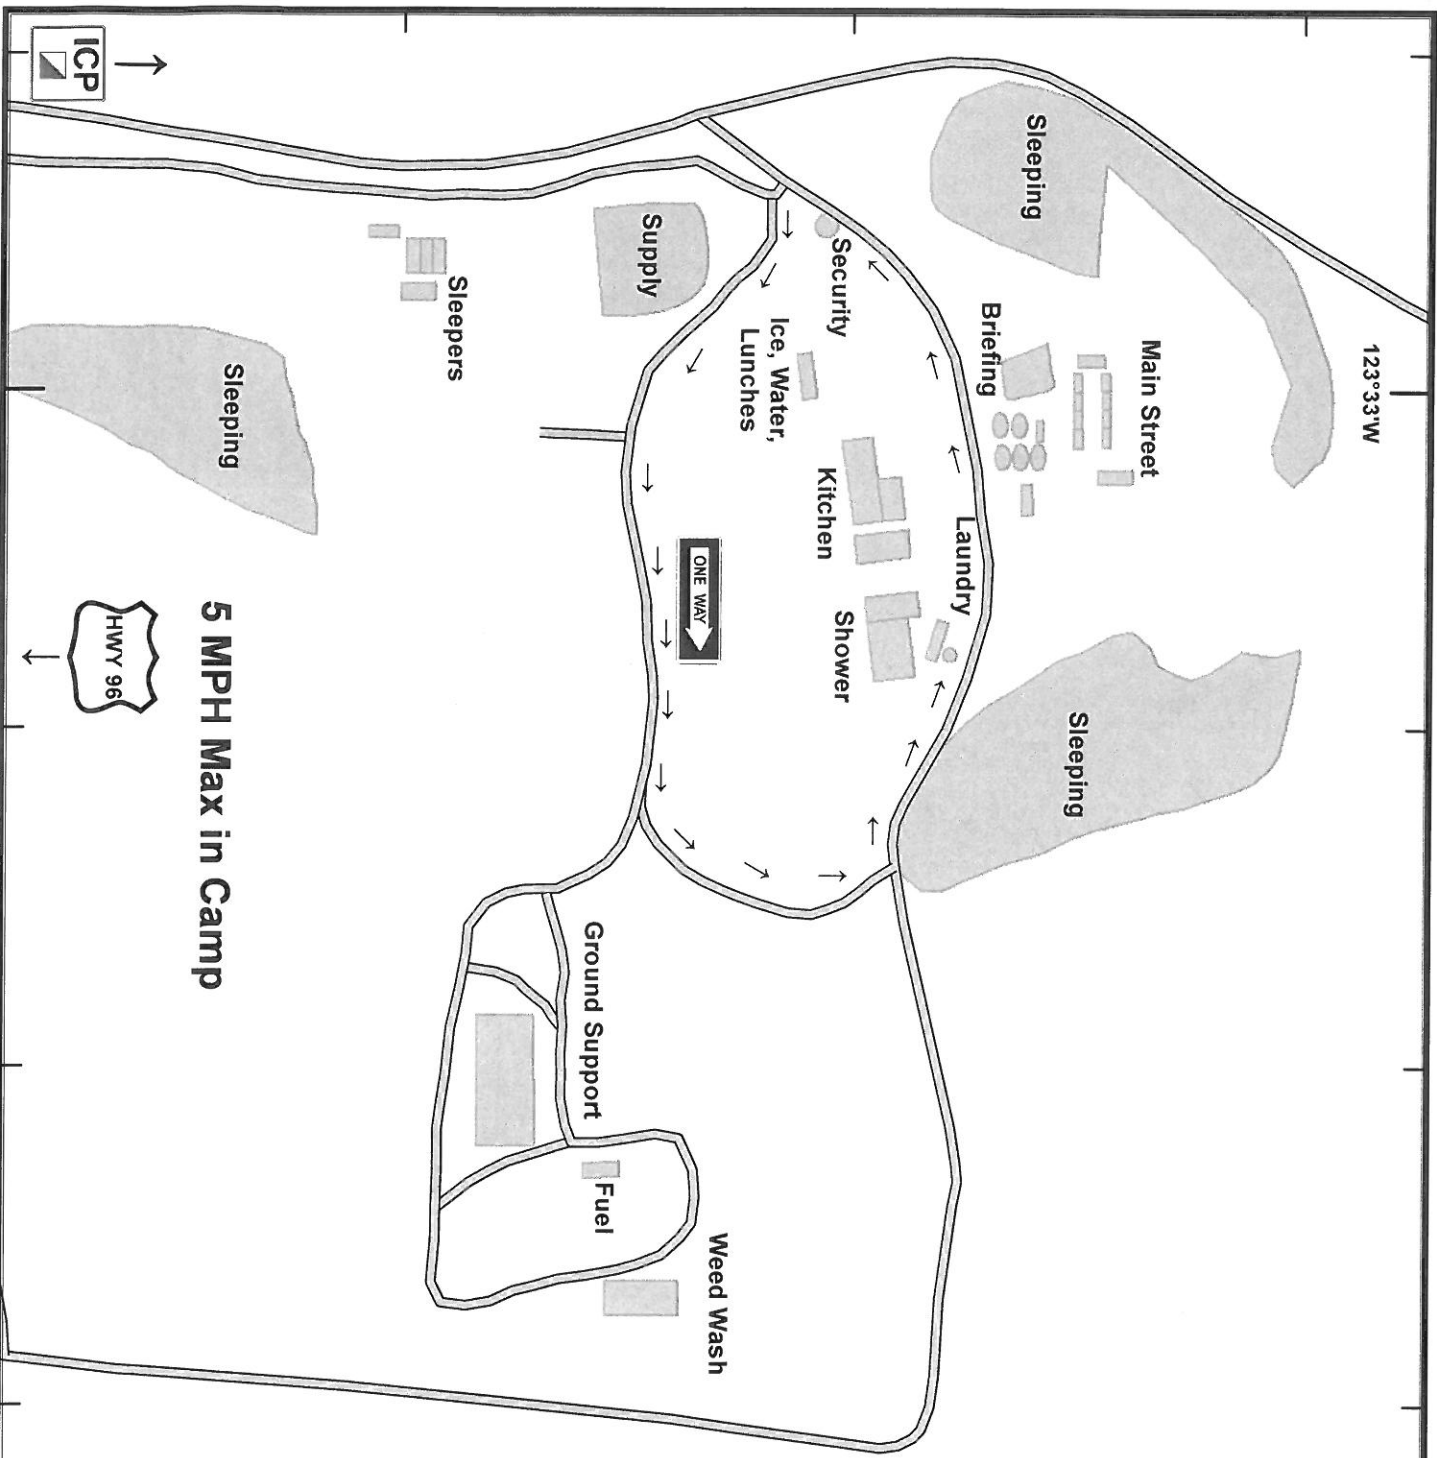 123°33'W
Main Street
Sleeping
Sleeping
Briefing
Laundry
Security
Shower
Kitchen
Ice, Water,
Lunches
Weed Wash
ONE WAY
Supply
Fuel
Ground Support
Sleepers
Sleeping
5 MPH Max in Camp
HWY 96
ICP